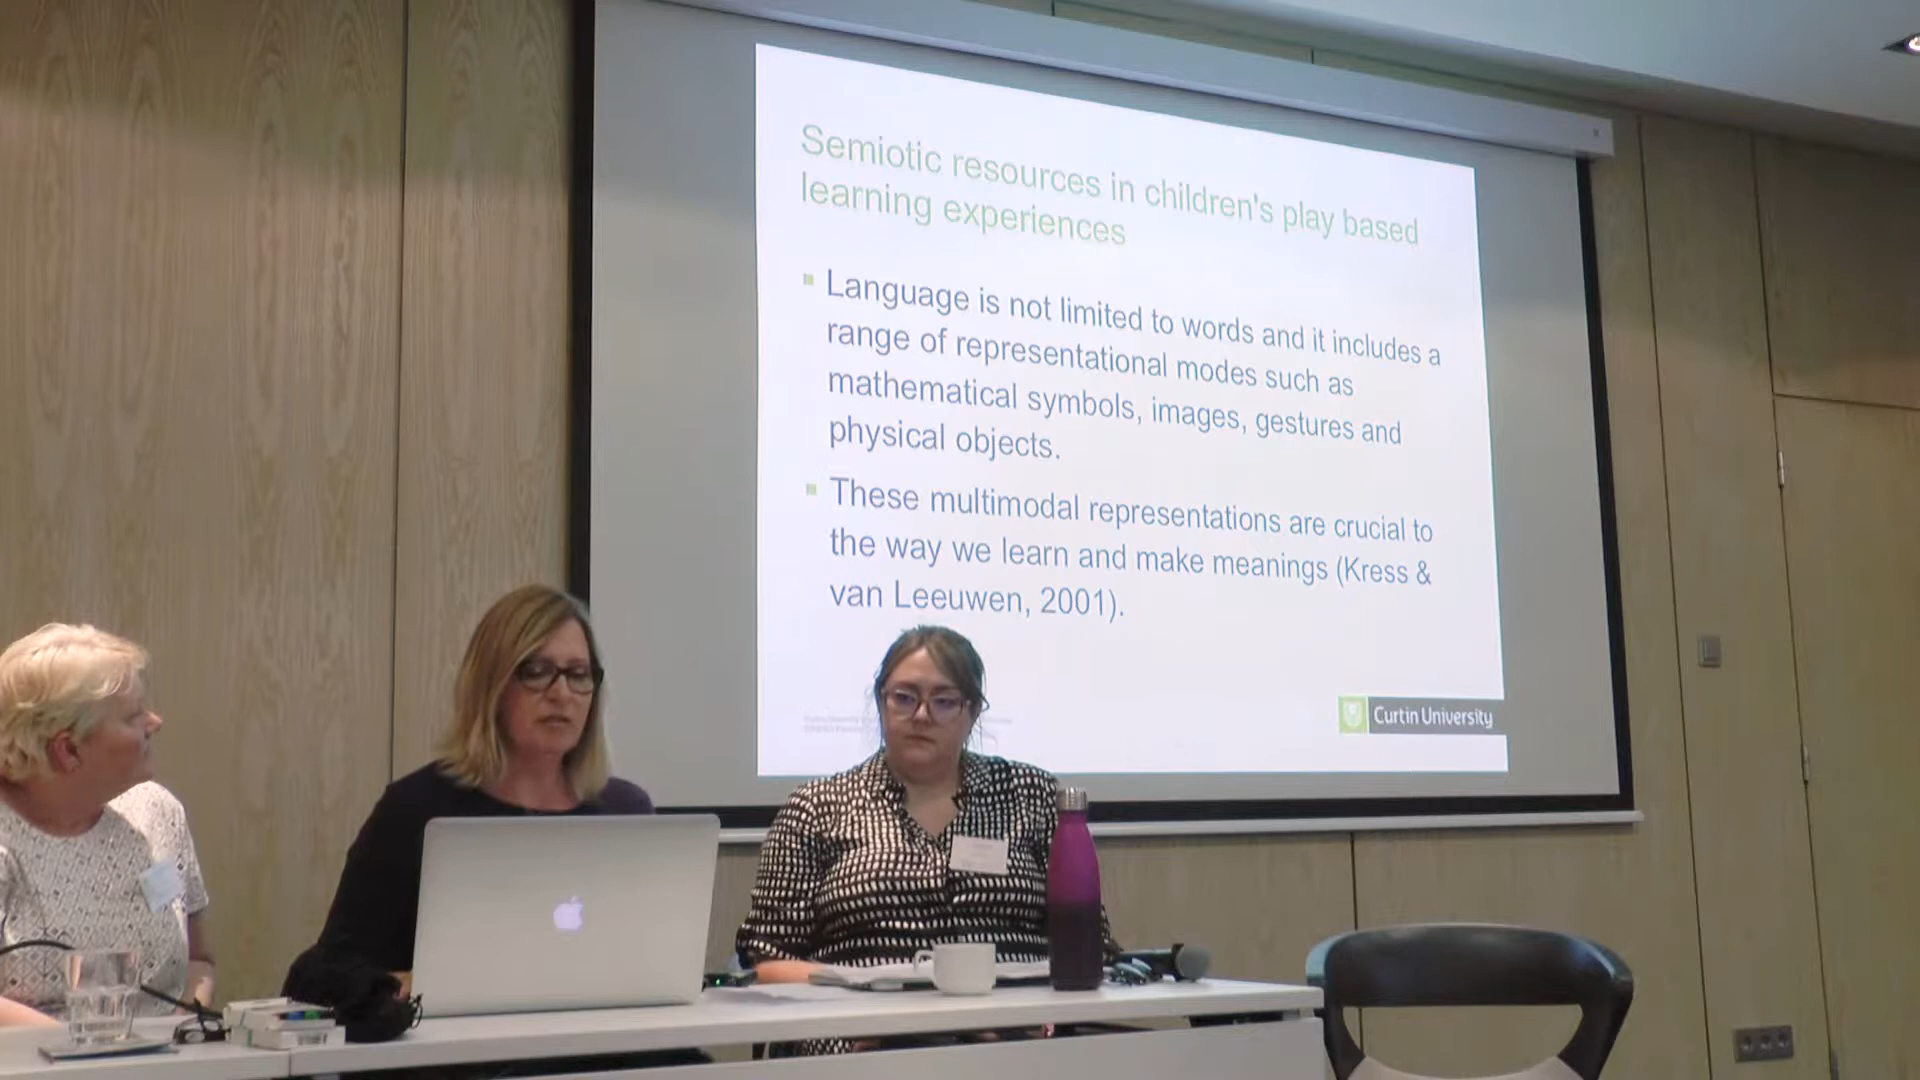 Semiotic resources in children's play based
learning experiences
Language is not limited to words and it includes a
range of representational modes such as
mathematical symbols, images, gestures and
physical objects.
These multimodal representations are crucial to
the way we learn and make meanings (Kress &
van Leeuwen, 2001).
Curtin University